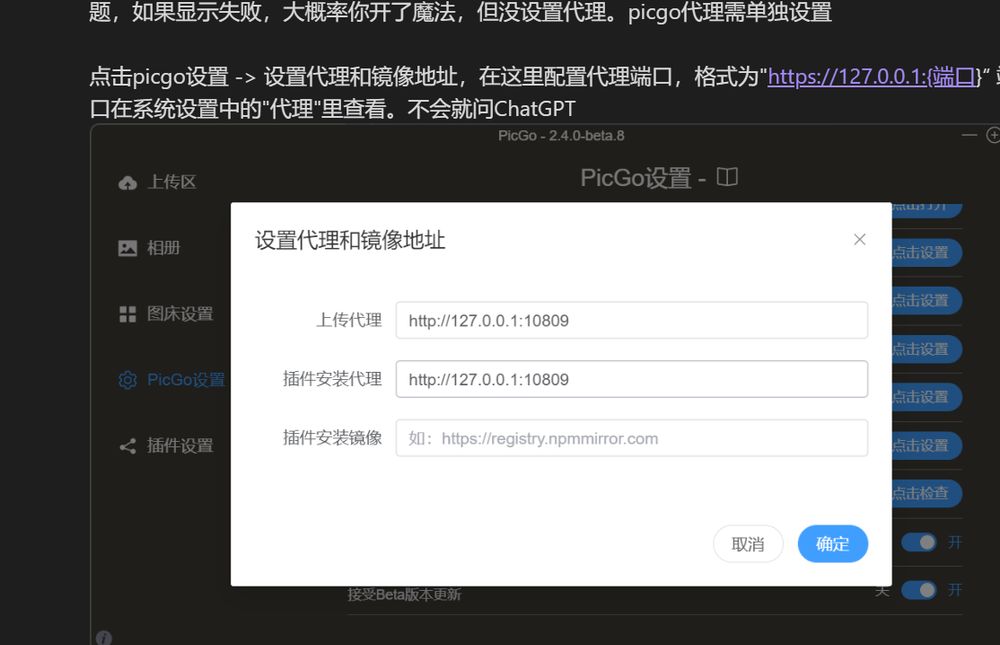 题，如果显示失败，大概率你开了魔法，但没设置代理。picgo代理需单独设置
点击picgo设置 -> 设置代理和镜像地址，在这里配置代理端口，格式为"https://127.0.0.1:{端口}“ 端
口在系统设置中的"代理"里查看。不会就问ChatGPT
PicGo - 2.4.0-beta.8
上传区
PicGo设置 -
点击打开
设置代理和镜像地址
点击设置
相册
点击设置
上传代理 http://127.0.0.1:10809
图床设置
点击设置
插件安装代理 http://127.0.0.1:10809
PicGo设置
点击设置
插件安装镜像 如：https://registry.npmmirror.com
插件设置
点击设置
点击检查
取消 确定
开
接受Beta版本更新 关 开